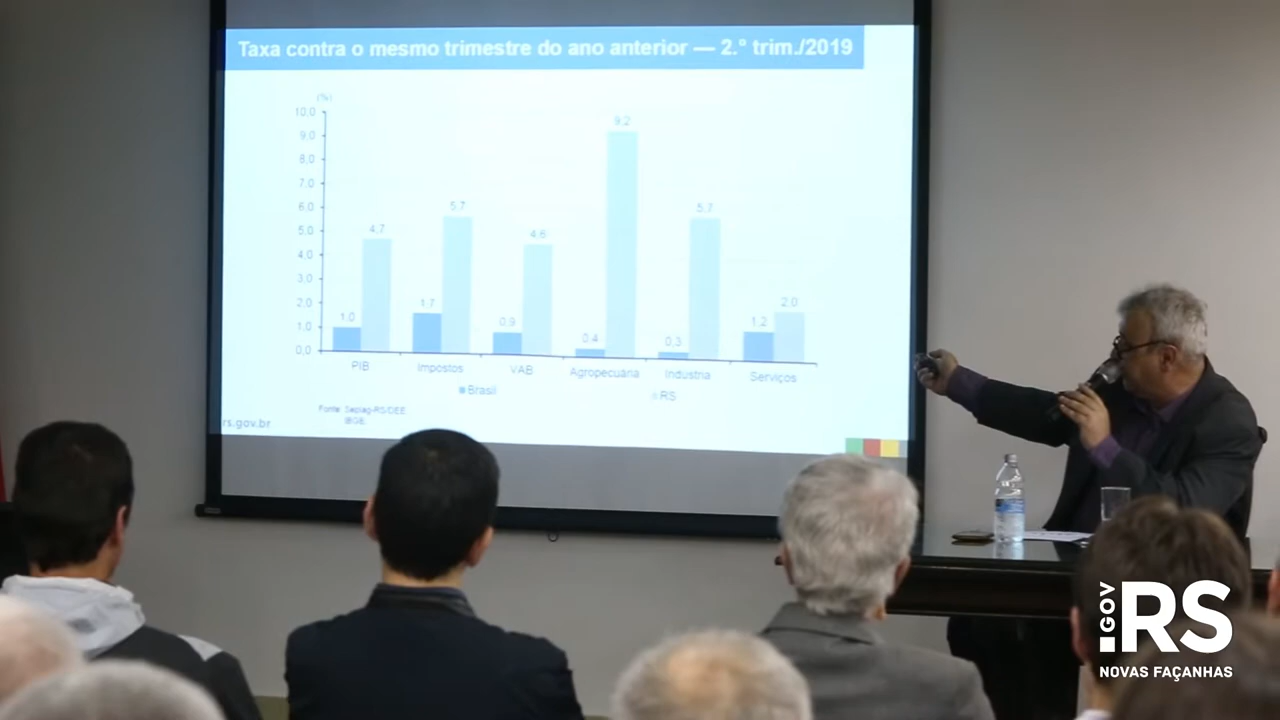 Taxa contra o mesmo trimestre do ano anterior — 2.º trim./2019
(%)
10,0
9,0
8,0
7,0
6,0
5,0
4,0
3,0
2,0
1,0
0,0
1,0 4,7
1,7 5,7
0,9 4,6
0,4 9,2
0,3 5,7
1,2 2,0
PIB Impostos VAB Agropecuária Indústria Serviços
Brasil RS
Fonte: Seplag-RS/DEE
IBGE.
rs.gov.br
.GOV
RS
NOVAS FAÇANHAS